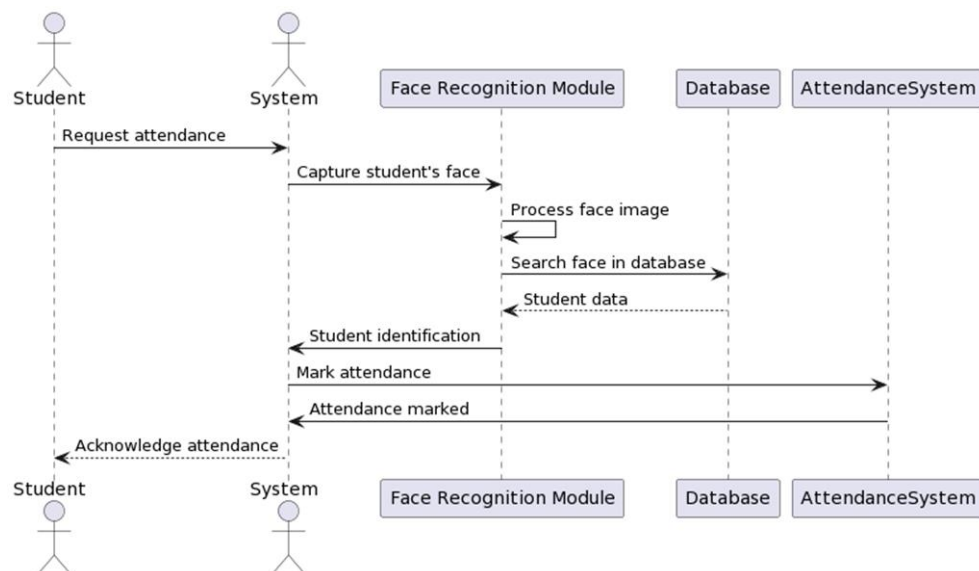 Student
System
Face Recognition Module
Database
AttendanceSystem
Request attendance
Capture student's face
Process face image
Search face in database
Student data
Student identification
Mark attendance
Attendance marked
Acknowledge attendance
Student
System
Face Recognition Module
Database
AttendanceSystem